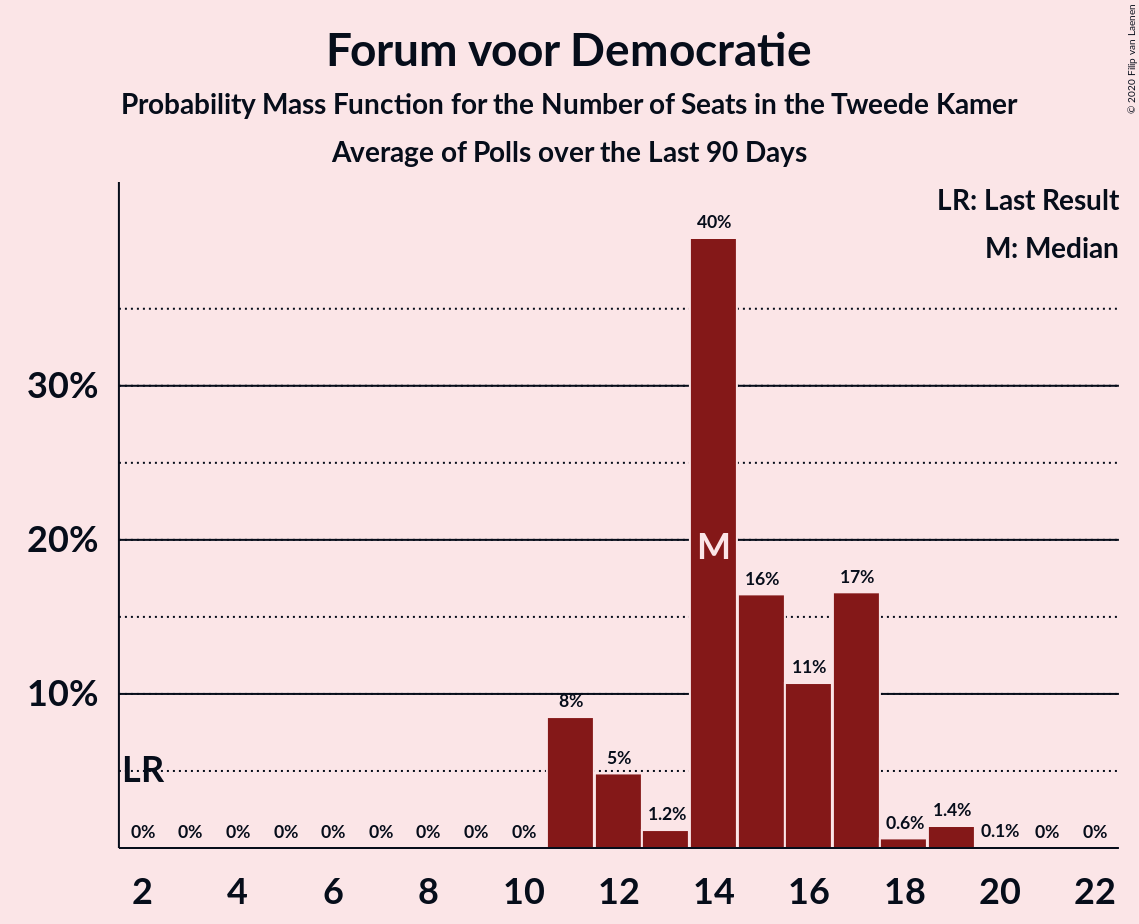 Forum voor Democratie
Probability Mass Function for the Number of Seats in the Tweede Kamer
Average of Polls over the Last 90 Days
© 2020 Filip van Laenen
LR: Last Result
M: Median
40%
30%
M
20%
16%
17%
11%
10%
8%
5%
LR
1.2%
0.6%
1.4%
0% 0% 0% 0% 0% 0% 0% 0% 0% 0.1% 0% 0%
2 4 6 8 10 12 14 16 18 20 22